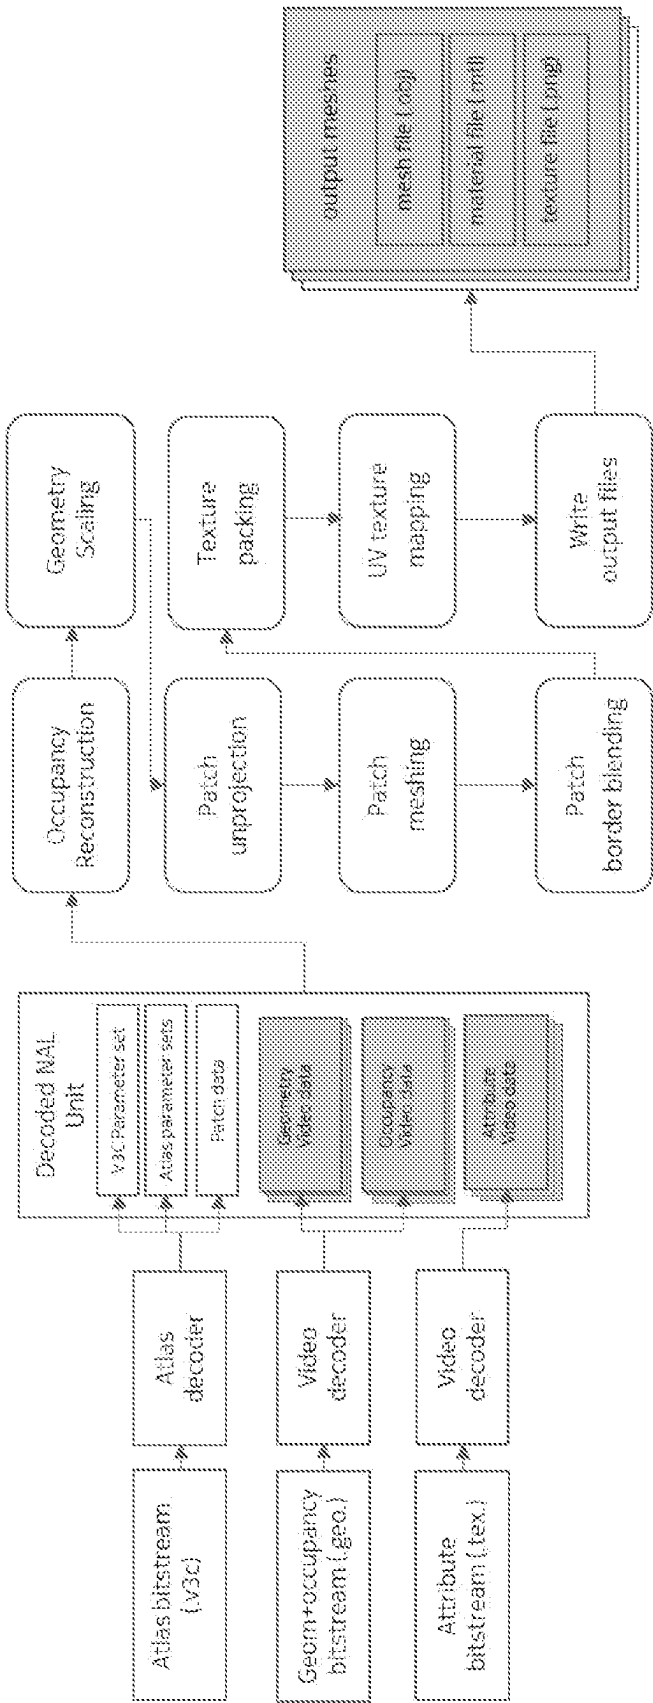 Atlas bitstream
(.v3c)
Geom+occupancy
bitstream (.geo.)
Attribute
bitstream (.tex.)
Atlas
decoder
Video
decoder
Video
decoder
Decoded NAL
Unit
V3C Parameter set
Atlas parameter sets
Patch data
Geometry
Video data
Occupancy
Video data
Attribute
Video data
Occupancy
Reconstruction
Geometry
Scaling
Patch
unprojection
Patch
meshing
Patch
border blending
Texture
packing
UV texture
mapping
Write
output files
output meshes
mesh file (.obj)
material file (.mtl)
texture file (.png)